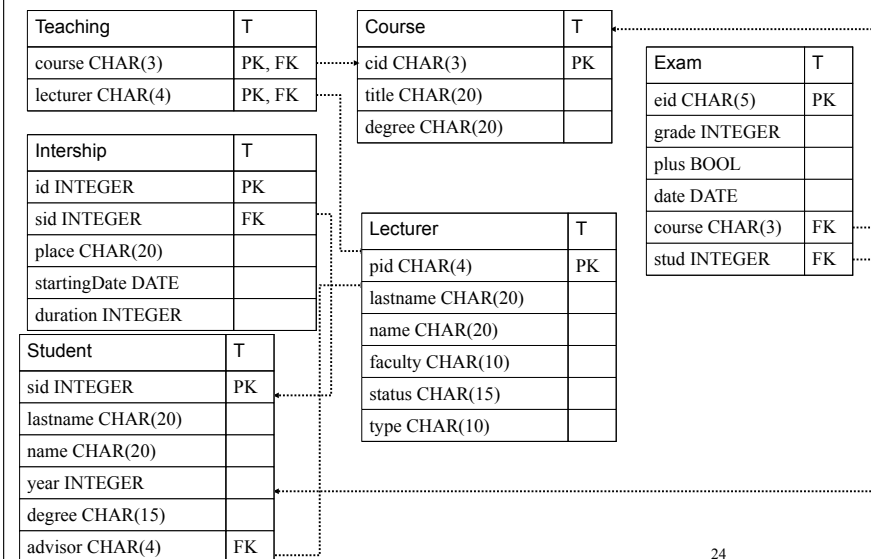 Teaching T
course CHAR(3) PK, FK
lecturer CHAR(4) PK, FK
Course T
cid CHAR(3) PK
title CHAR(20)
degree CHAR(20)
Exam T
eid CHAR(5) PK
grade INTEGER
plus BOOL
date DATE
course CHAR(3) FK
stud INTEGER FK
Intership T
id INTEGER PK
sid INTEGER FK
place CHAR(20)
startingDate DATE
duration INTEGER
Lecturer T
pid CHAR(4) PK
lastname CHAR(20)
name CHAR(20)
faculty CHAR(10)
status CHAR(15)
type CHAR(10)
Student T
sid INTEGER PK
lastname CHAR(20)
name CHAR(20)
year INTEGER
degree CHAR(15)
advisor CHAR(4) FK
24